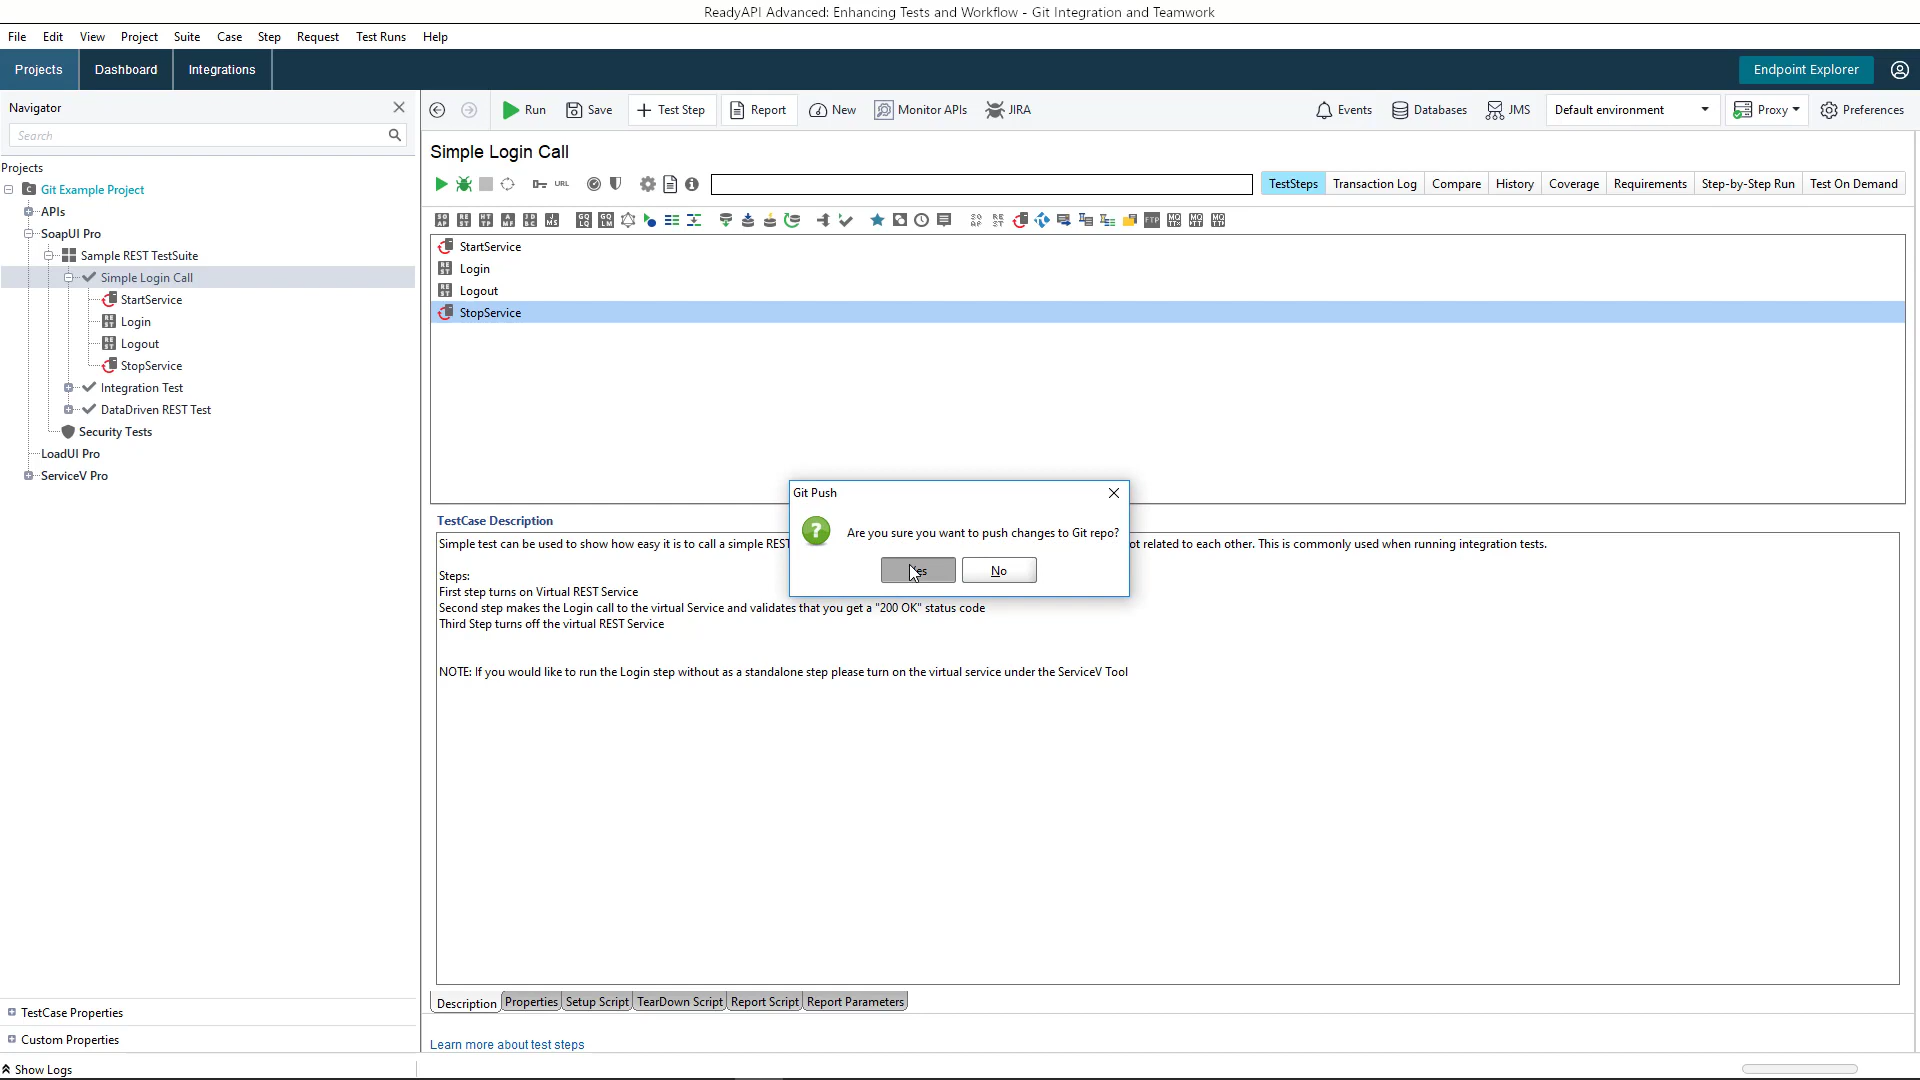 ReadyAPI Advanced: Enhancing Tests and Workflow - Git Integration and Teamwork
File Edit View Project Suite Case Step Request Test Runs Help
Projects Dashboard Integrations Endpoint Explorer
Navigator
Search
Projects
Git Example Project
APIs
SoapUI Pro
Sample REST TestSuite
Simple Login Call
StartService
Login
Logout
StopService
Integration Test
DataDriven REST Test
Security Tests
LoadUI Pro
ServiceV Pro
TestCase Properties
Custom Properties
Show Logs
Run Save Test Step Report New Monitor APIs JIRA Events Databases JMS Default environment Proxy Preferences
Simple Login Call
URL
TestSteps Transaction Log Compare History Coverage Requirements Step-by-Step Run Test On Demand
StartService
Login
Logout
StopService
Git Push
Are you sure you want to push changes to Git repo?
No
TestCase Description
Simple test can be used to show how easy it is to call a simple REST ot related to each other. This is commonly used when running integration tests.
Steps:
First step turns on Virtual REST Service
Second step makes the Login call to the virtual Service and validates that you get a "200 OK" status code
Third Step turns off the virtual REST Service
NOTE: If you would like to run the Login step without as a standalone step please turn on the virtual service under the ServiceV Tool
Description Properties Setup Script TearDown Script Report Script Report Parameters
Learn more about test steps